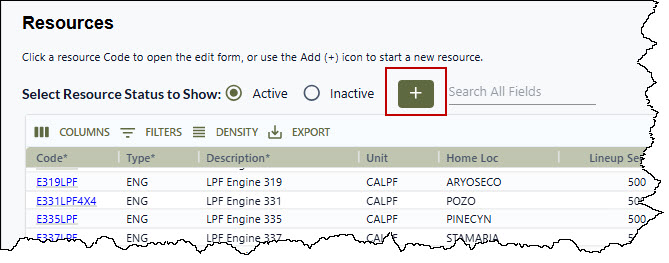 Resources
Click a resource Code to open the edit form, or use the Add (+) icon to start a new resource.
Select Resource Status to Show: Active Inactive + Search All Fields
COLUMNS FILTERS DENSITY EXPORT
Code* Type* Description* Unit Home Loc Lineup Se
E319LPF ENG LPF Engine 319 CALPF ARYOSECO 500
E331LPF4X4 ENG LPF Engine 331 CALPF POZO
E335LPF ENG LPF Engine 335 CALPF PINECYN 500
E337LPF ENG LPF Engine 337 CALPF STAMARIA